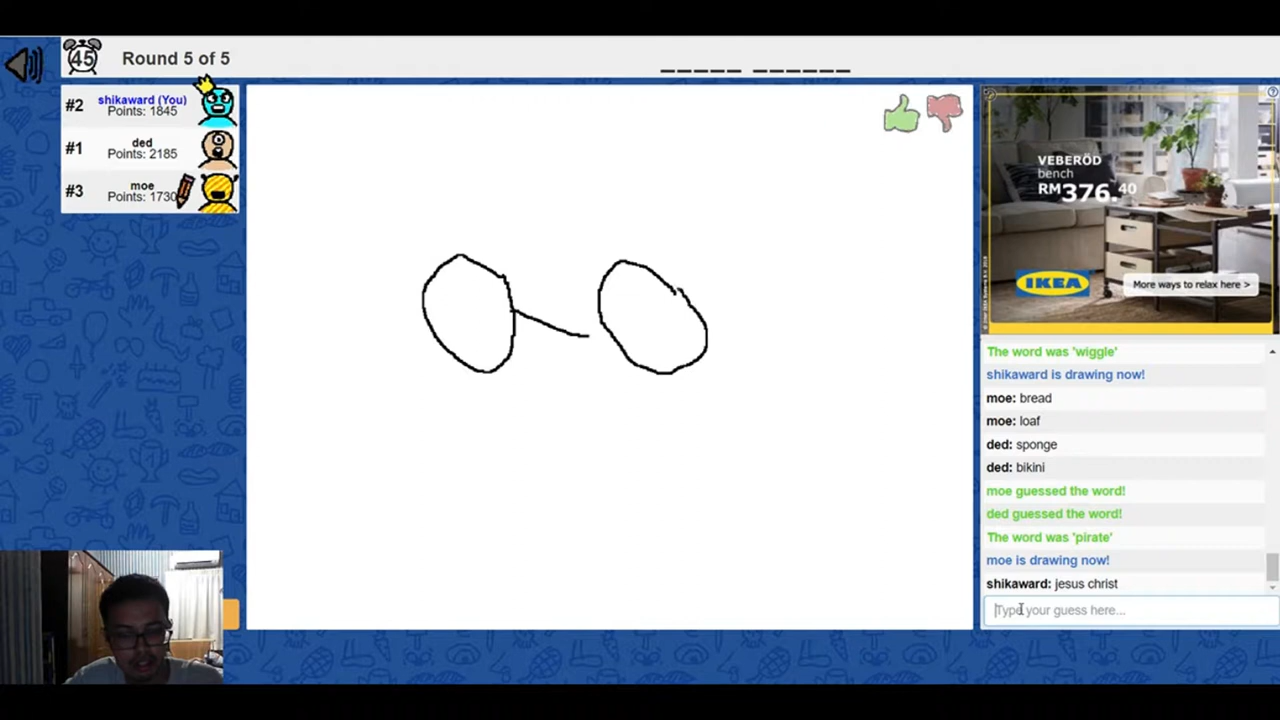 45
Round 5 of 5
_____ ______
#2 shikaward (You)
Points: 1845
#1 ded
Points: 2185
#3 moe
Points: 1730
VEBERÖD
bench
RM376.40
IKEA
More ways to relax here >
The word was 'wiggle'
shikaward is drawing now!
moe: bread
moe: loaf
ded: sponge
ded: bikini
moe guessed the word!
ded guessed the word!
The word was 'pirate'
moe is drawing now!
shikaward: jesus christ
Type your guess here...